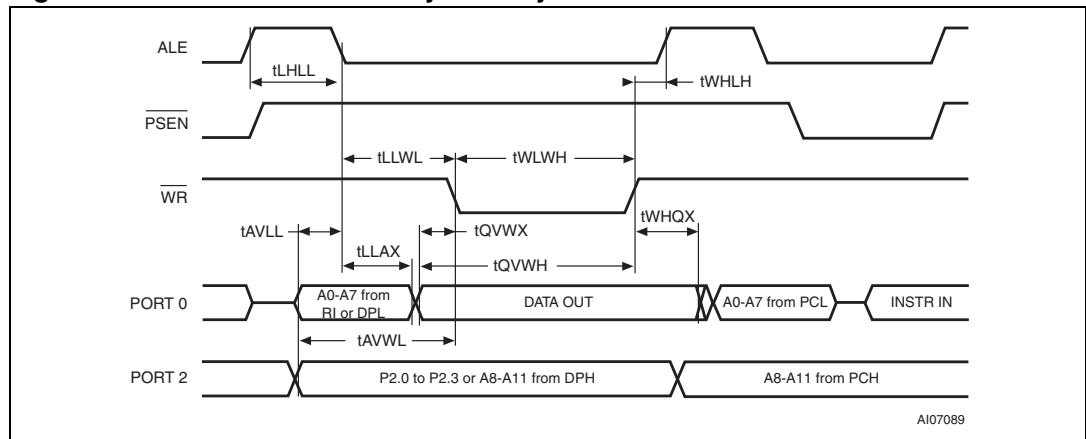 ALE
tLHLL
tWHLH
PSEN
tLLWL
tWLWH
WR
tAVLL
tLLAX
tQVWX
tWHQX
tQVWH
PORT 0
A0-A7 from
RI or DPL
DATA OUT
A0-A7 from PCL
INSTR IN
tAVWL
PORT 2
P2.0 to P2.3 or A8-A11 from DPH
A8-A11 from PCH
AI07089